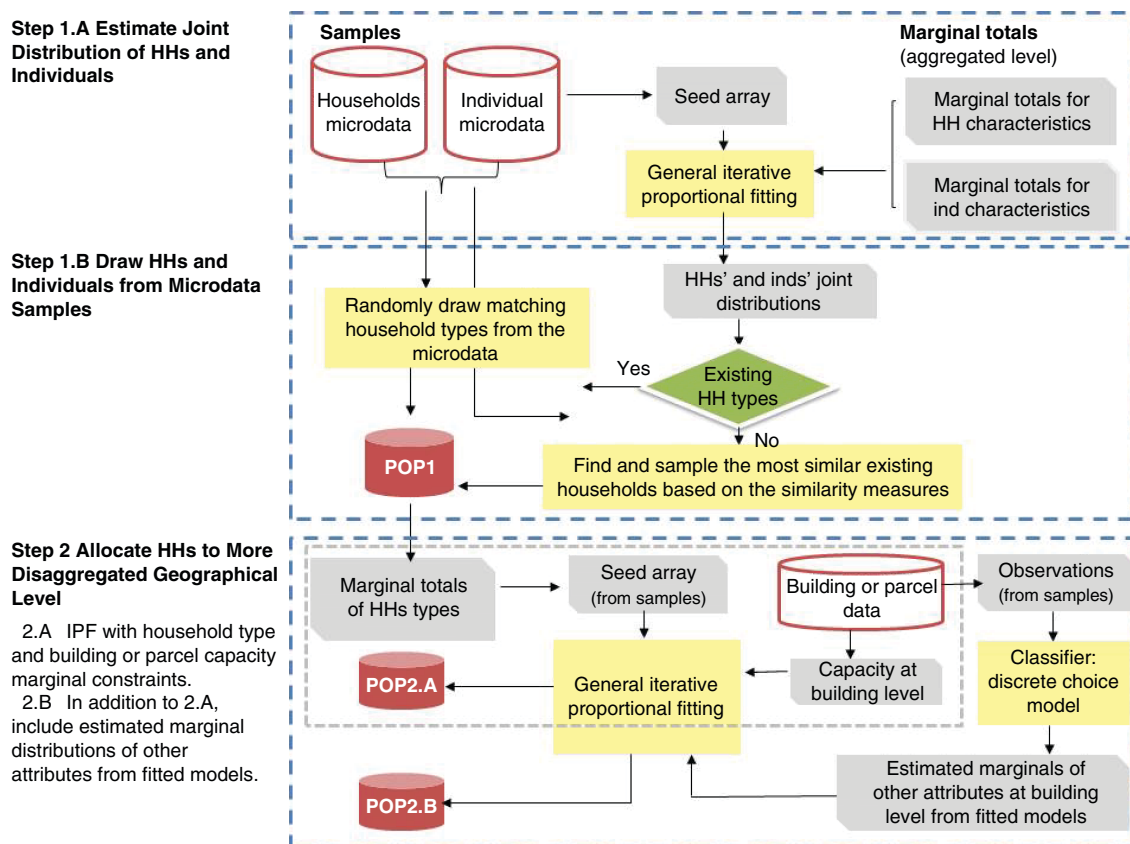 Step 1.A Estimate Joint
Distribution of HHs and
Individuals
Samples
Marginal totals
(aggregated level)
Households
microdata
Individual
microdata
Seed array
Marginal totals for
HH characteristics
General iterative
proportional fitting
Marginal totals for
ind characteristics
Step 1.B Draw HHs and
Individuals from Microdata
Samples
HHs' and inds' joint
distributions
Randomly draw matching
household types from the
microdata
Yes
Existing
HH types
No
POP1
Find and sample the most similar existing
households based on the similarity measures
Step 2 Allocate HHs to More
Disaggregated Geographical
Level
2.A IPF with household type
and building or parcel capacity
marginal constraints.
2.B In addition to 2.A,
include estimated marginal
distributions of other
attributes from fitted models.
Marginal totals
of HHs types
Seed array
(from samples)
Building or parcel
data
Observations
(from samples)
POP2.A
General iterative
proportional fitting
Capacity at
building level
Classifier:
discrete choice
model
POP2.B
Estimated marginals of
other attributes at building
level from fitted models